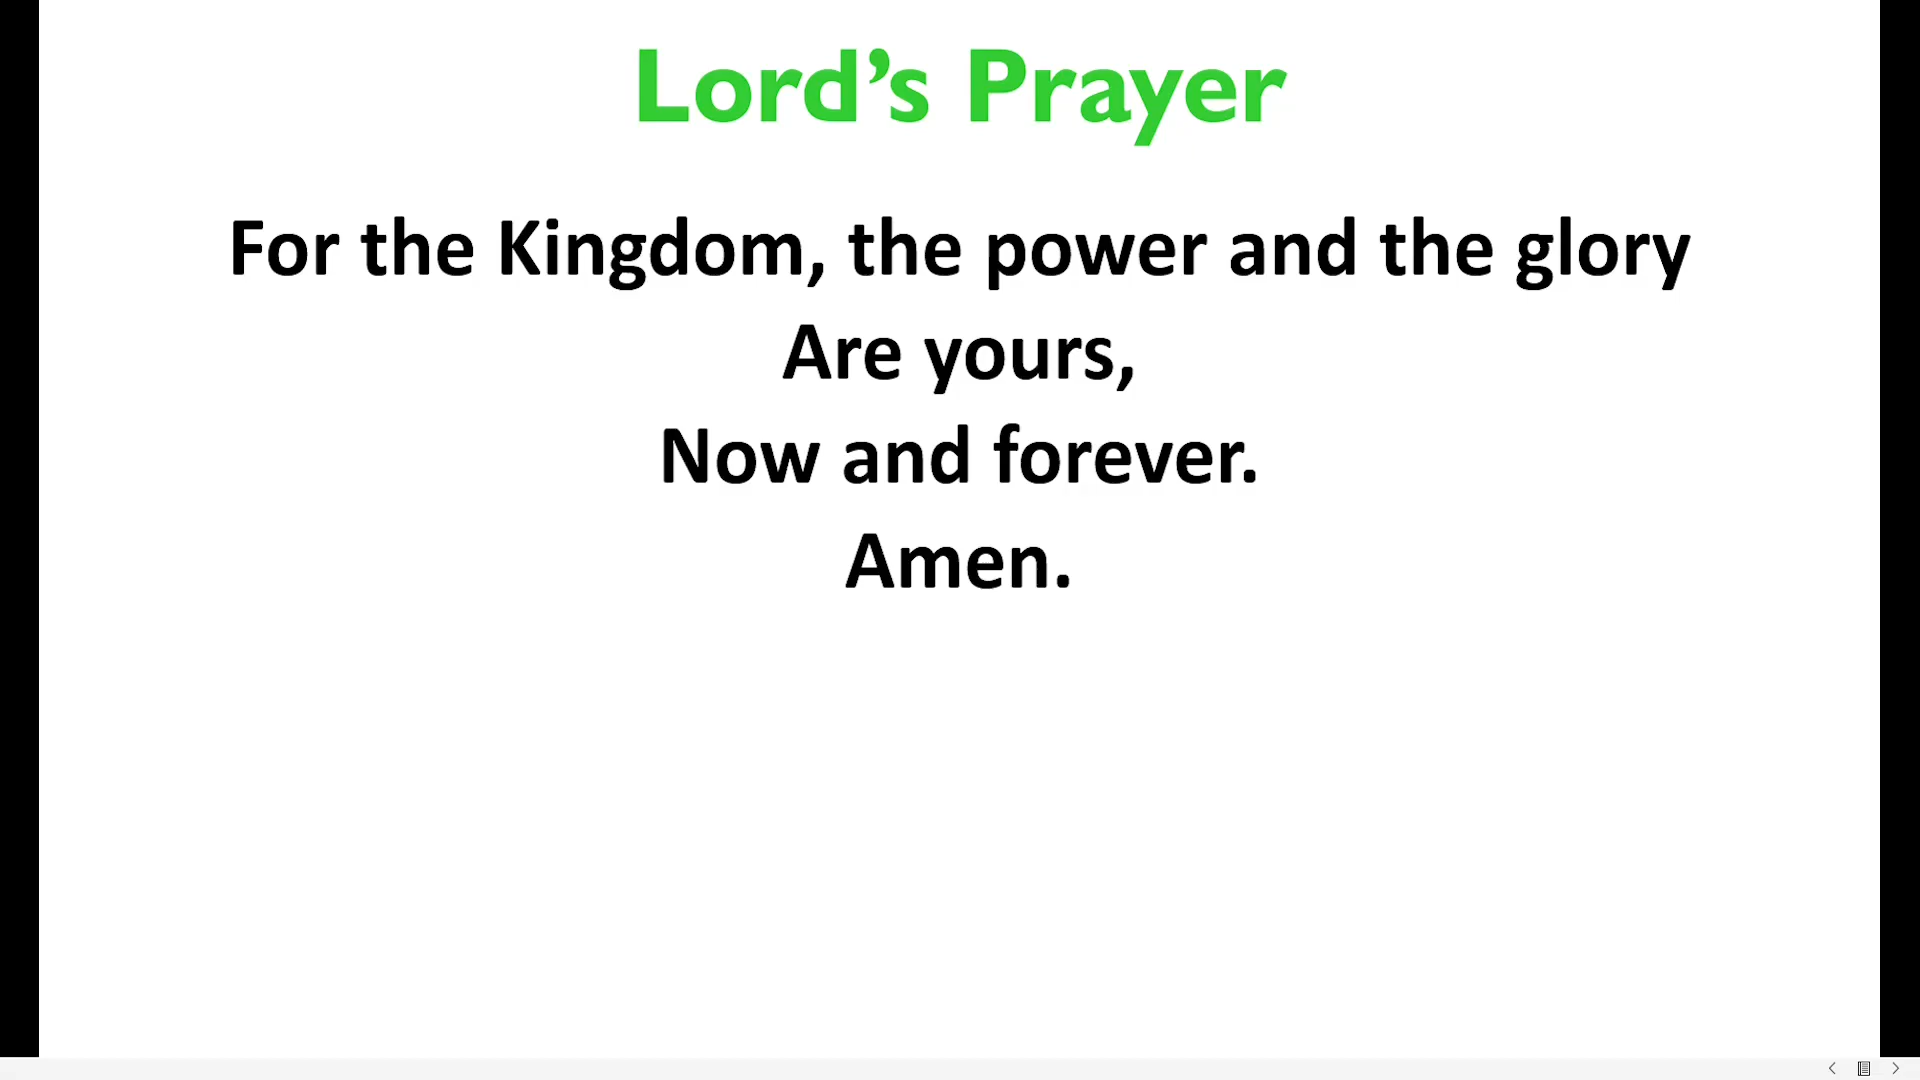 Lord’s Prayer
For the Kingdom, the power and the glory
Are yours,
Now and forever.
Amen.